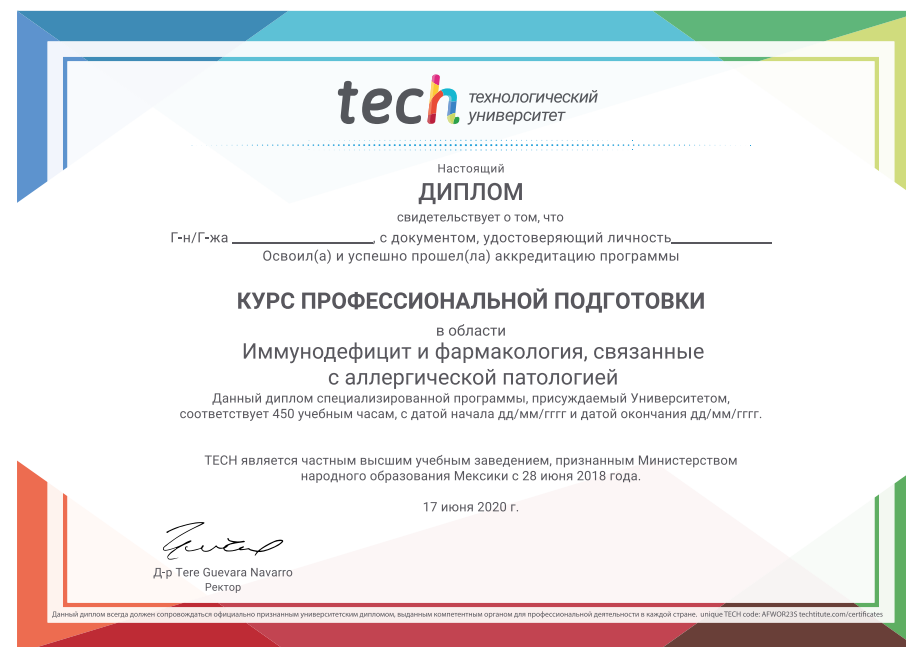 tech технологический
университет
Настоящий
ДИПЛОМ
свидетельствует о том, что
Г-н/Г-жа ____________________, с документом, удостоверяющий личность______________
Освоил(а) и успешно прошел(ла) аккредитацию программы
КУРС ПРОФЕССИОНАЛЬНОЙ ПОДГОТОВКИ
в области
Иммунодефицит и фармакология, связанные
с аллергической патологией
Данный диплом специализированной программы, присуждаемый Университетом,
соответствует 450 учебным часам, с датой начала дд/мм/гггг и датой окончания дд/мм/гггг.
TECH является частным высшим учебным заведением, признанным Министерством
народного образования Мексики с 28 июня 2018 года.
17 июня 2020 г.
Д-р Tere Guevara Navarro
Ректор
Данный диплом всегда должен сопровождаться официально признанным университетским дипломом, выданным компетентным органом для профессиональной деятельности в каждой стране. unique TECH code: AFWOR23S techtitute.com/certificates